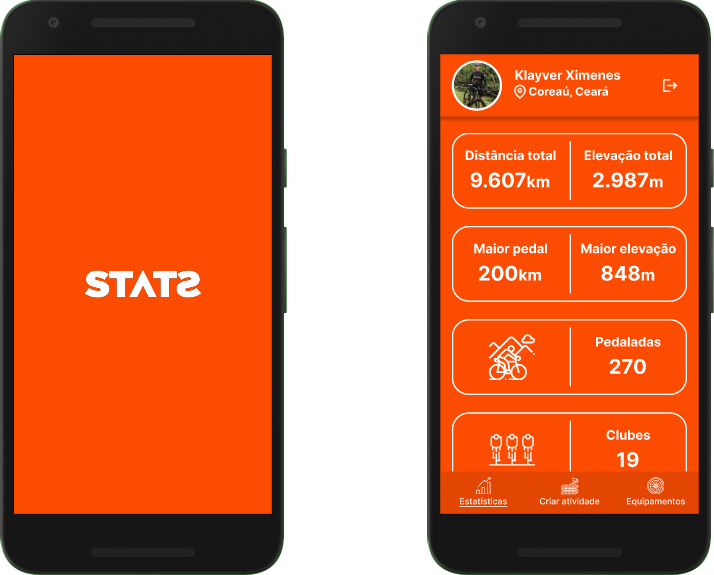 STATS
Klayver Ximenes
Coreaú, Ceará
Distância total
9.607km
Elevação total
2.987m
Maior pedal
200km
Maior elevação
848m
Pedaladas
270
Clubes
19
Estatísticas
Criar atividade
Equipamentos